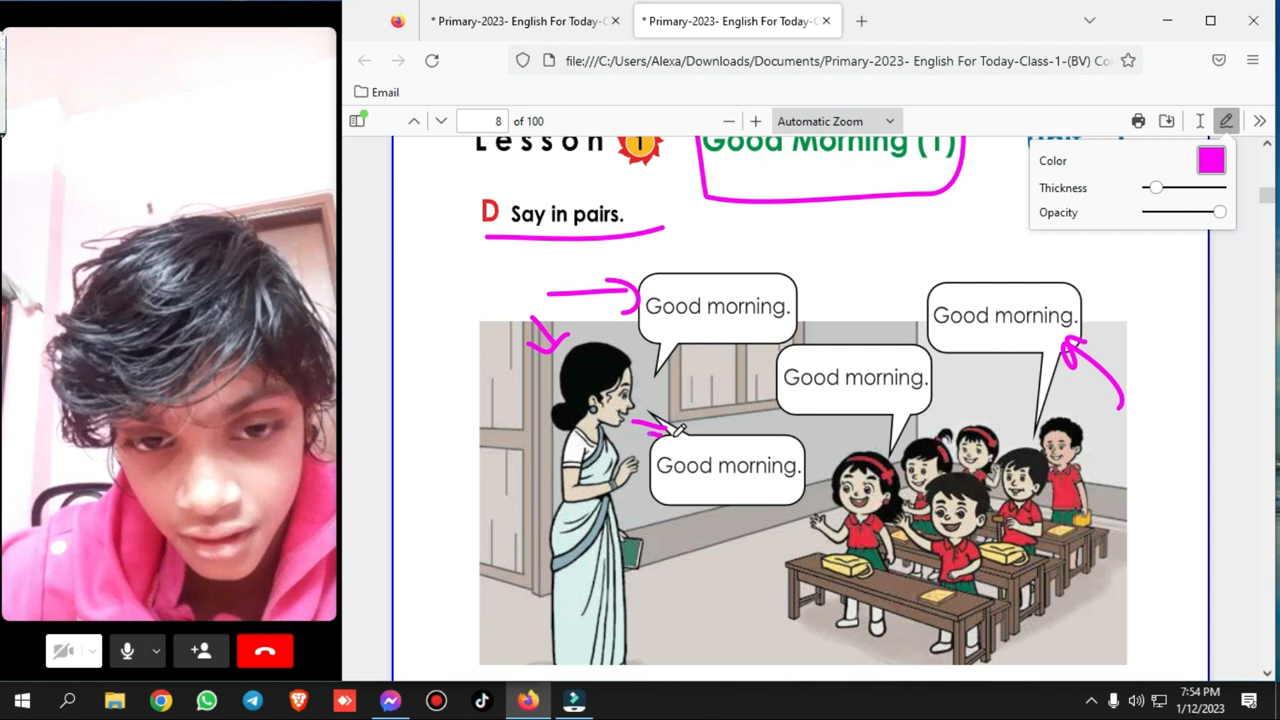 * Primary-2023- English For Today-C
* Primary-2023- English For Today-C
file:///C:/Users/Alexa/Downloads/Documents/Primary-2023- English For Today-Class-1-(BV) Co
Email
8 of 100
Automatic Zoom
Color
Thickness
Opacity
Lesson 1 Good Morning (1)
D Say in pairs.
Good morning.
Good morning.
Good morning.
Good morning.
7:54 PM
1/12/2023